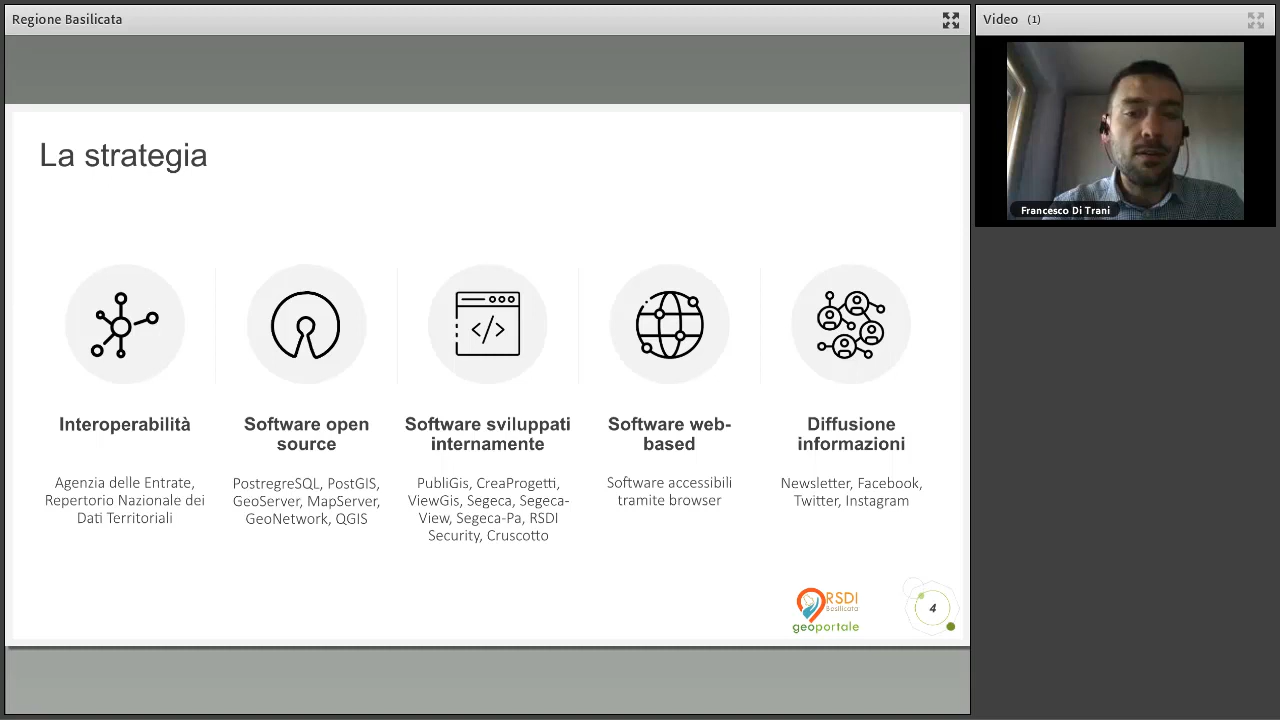 Regione Basilicata
Video (1)
Francesco Di Trani
La strategia
Interoperabilità
Agenzia delle Entrate,
Repertorio Nazionale dei
Dati Territoriali
Software open
source
PostregreSQL, PostGIS,
GeoServer, MapServer,
GeoNetwork, QGIS
Software sviluppati
internamente
PubliGis, CreaProgetti,
ViewGis, Segeca, Segeca-
View, Segeca-Pa, RSDI
Security, Cruscotto
Software web-
based
Software accessibili
tramite browser
Diffusione
informazioni
Newsletter, Facebook,
Twitter, Instagram
RSDI
Basilicata
geoportale
4